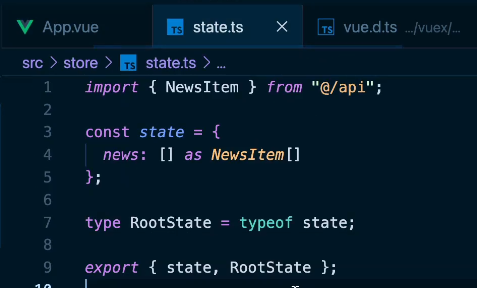 App.vue
TS state.ts ×
TS vue.d.ts .../vuex/...
src > store > TS state.ts > ...
1 import { NewsItem } from "@/api";
2
3 const state = {
4 news: [] as NewsItem[]
5 };
6
7 type RootState = typeof state;
8
9 export { state, RootState };
10